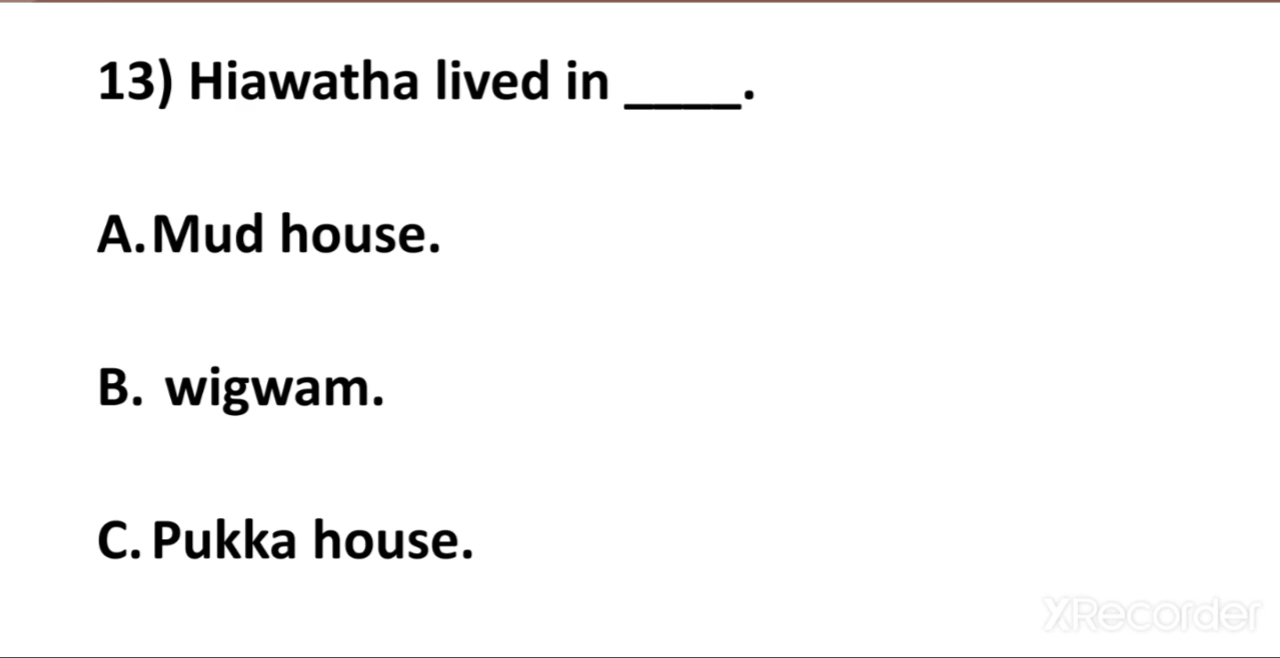 13) Hiawatha lived in ____.
A. Mud house.
B. wigwam.
C. Pukka house.
XRecorder